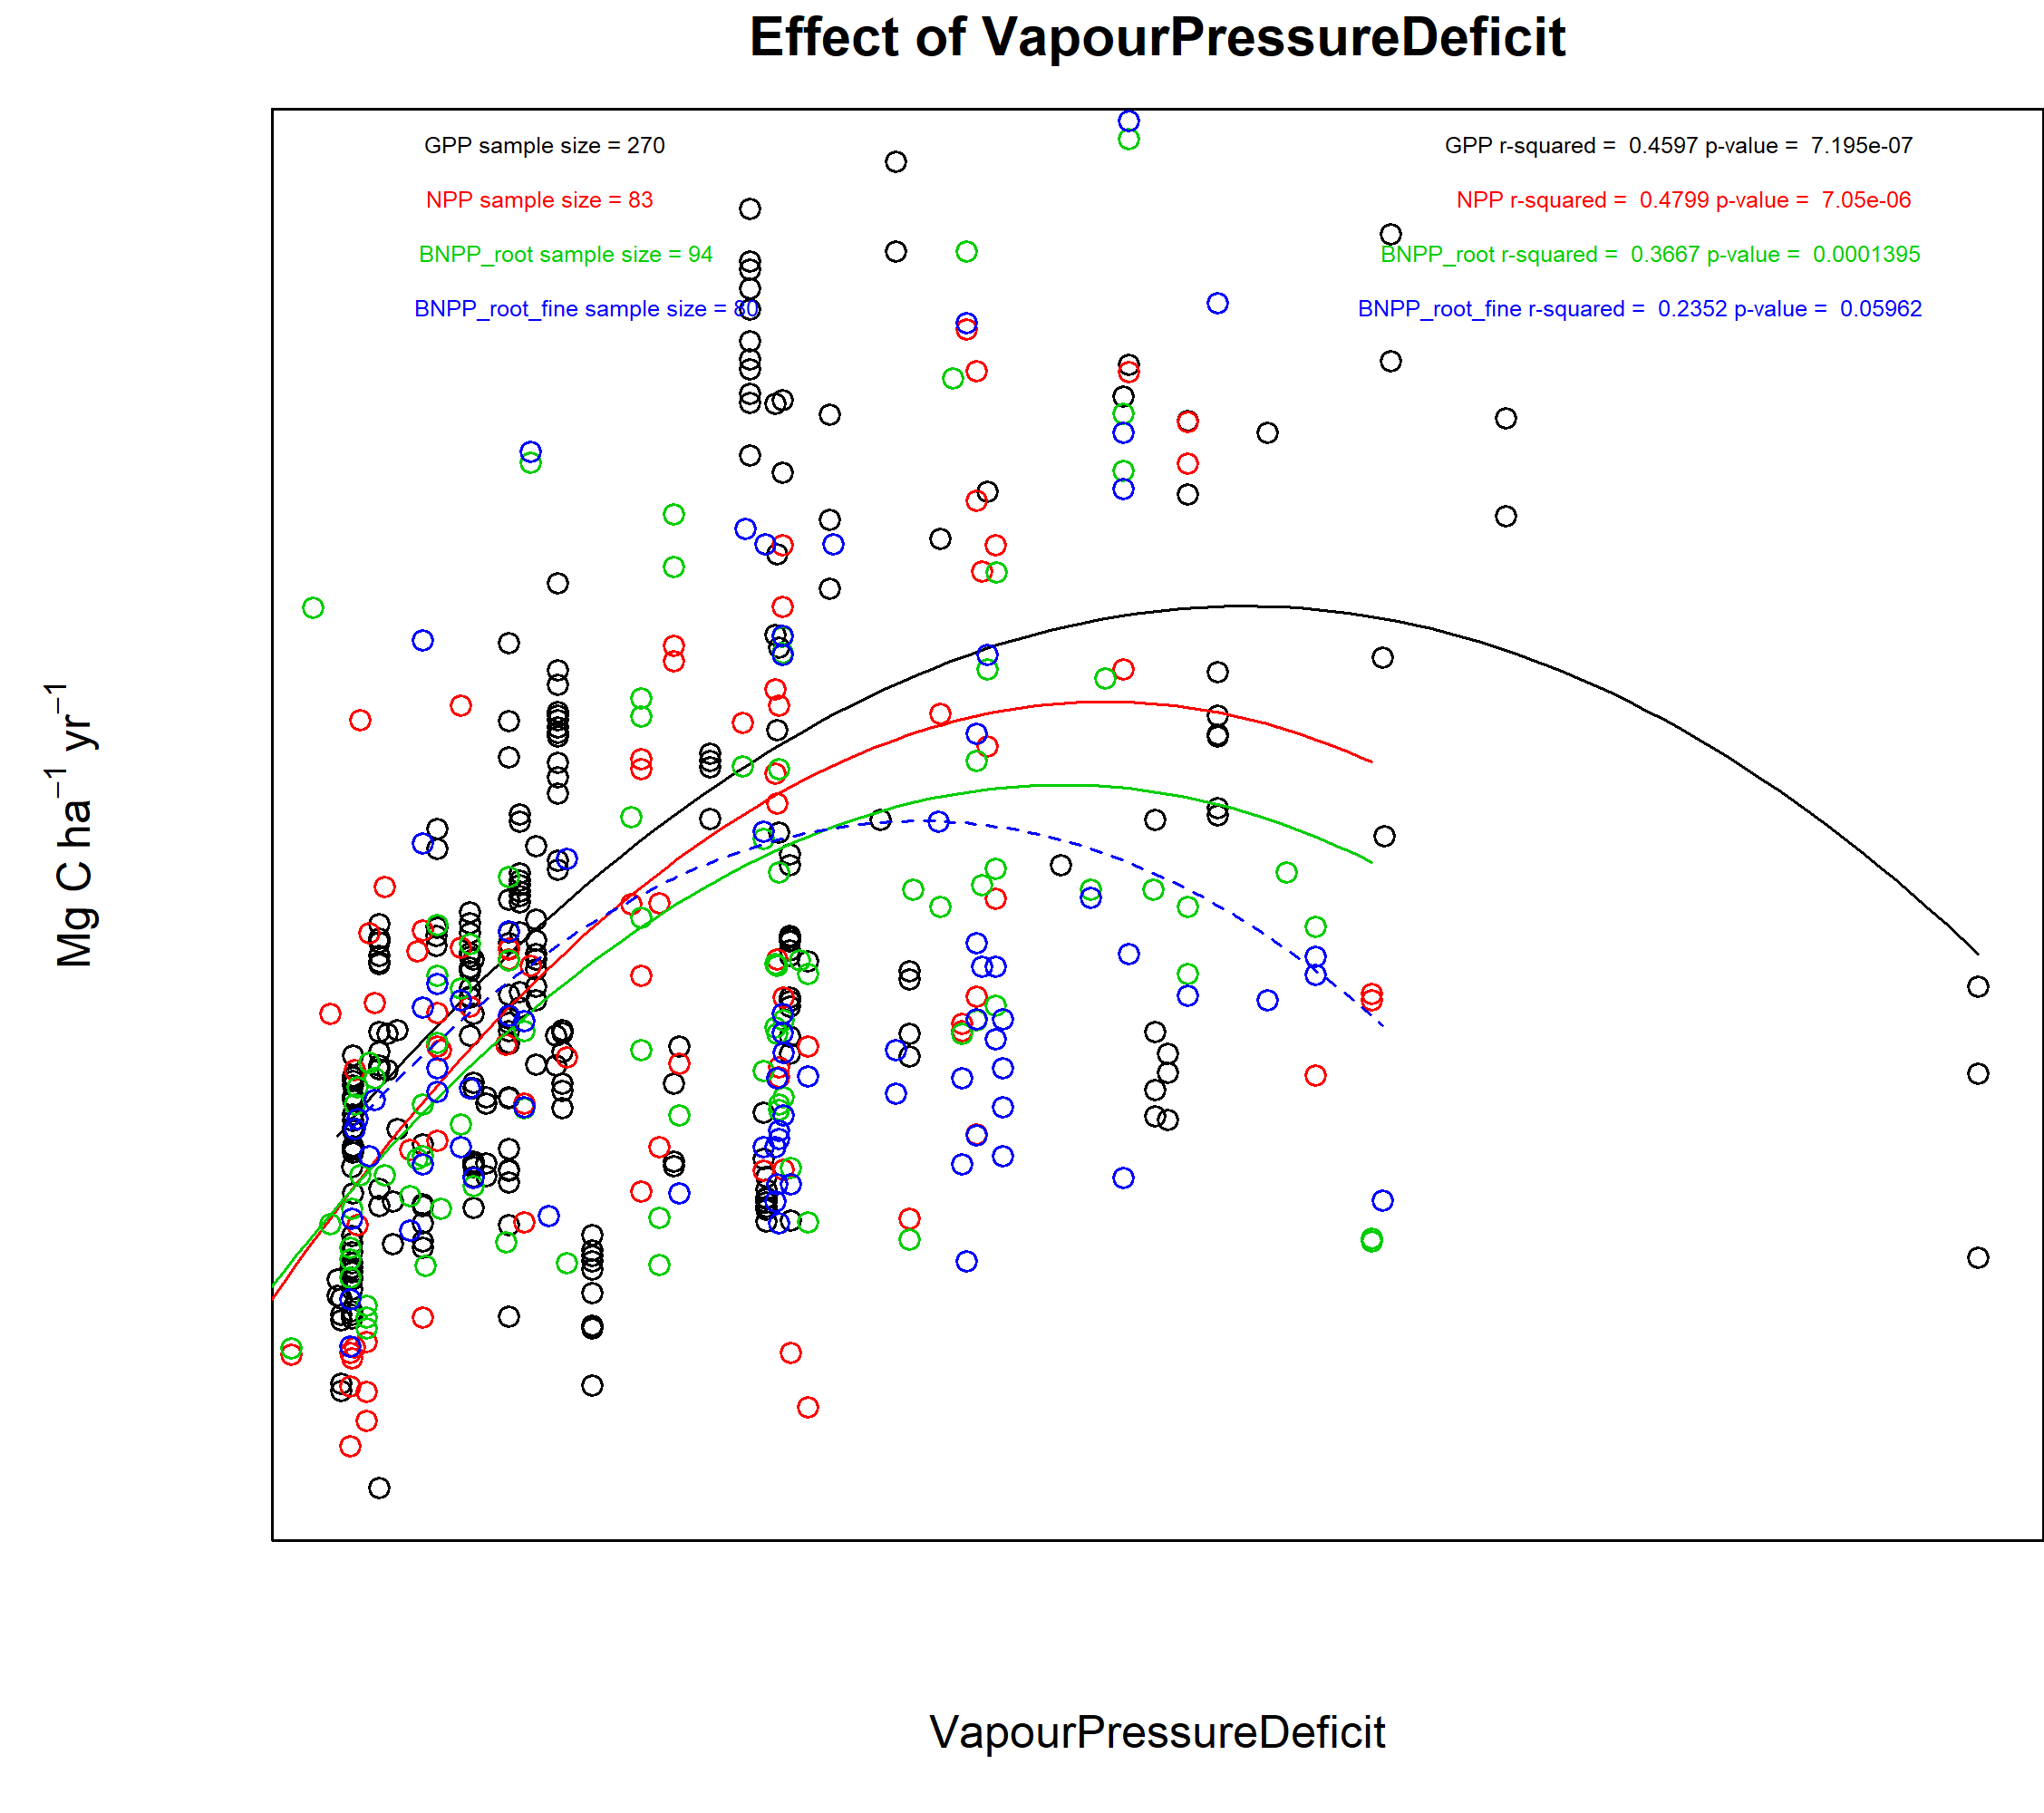 Effect of VapourPressureDeficit
GPP sample size = 270
NPP sample size = 83
BNPP_root sample size = 94
BNPP_root_fine sample size = 80
GPP r-squared =  0.4597 p-value =  7.195e-07
NPP r-squared =  0.4799 p-value =  7.05e-06
BNPP_root r-squared =  0.3667 p-value =  0.0001395
BNPP_root_fine r-squared =  0.2352 p-value =  0.05962
Mg C ha⁻¹ yr⁻¹
VapourPressureDeficit